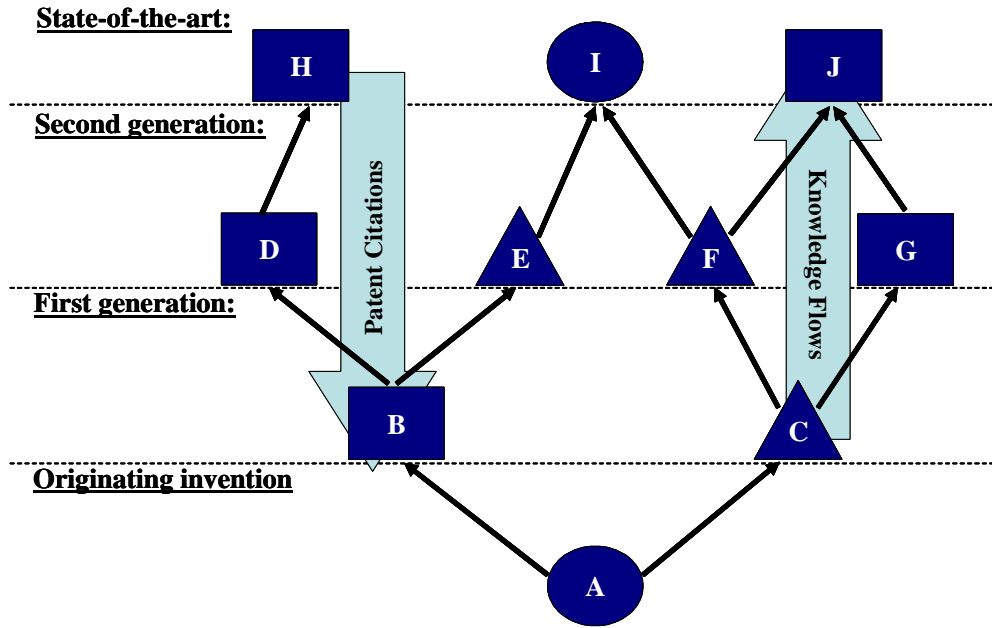 State-of-the-art:
H
I
J
Second generation:
Patent Citations
Knowledge Flows
D
E
F
G
First generation:
B
C
Originating invention
A